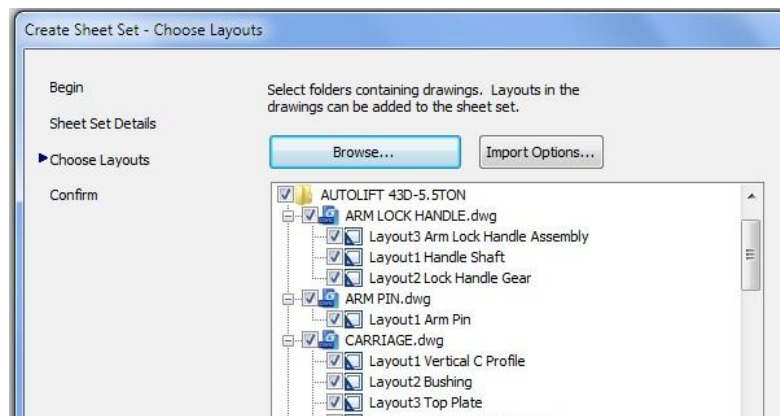 Create Sheet Set - Choose Layouts
Begin
Sheet Set Details
Choose Layouts
Confirm
Select folders containing drawings. Layouts in the
drawings can be added to the sheet set.
Browse...
Import Options...
AUTOLIFT 43D-5.5TON
ARM LOCK HANDLE.dwg
Layout3 Arm Lock Handle Assembly
Layout1 Handle Shaft
Layout2 Lock Handle Gear
ARM PIN.dwg
Layout1 Arm Pin
CARRIAGE.dwg
Layout1 Vertical C Profile
Layout2 Bushing
Layout3 Top Plate